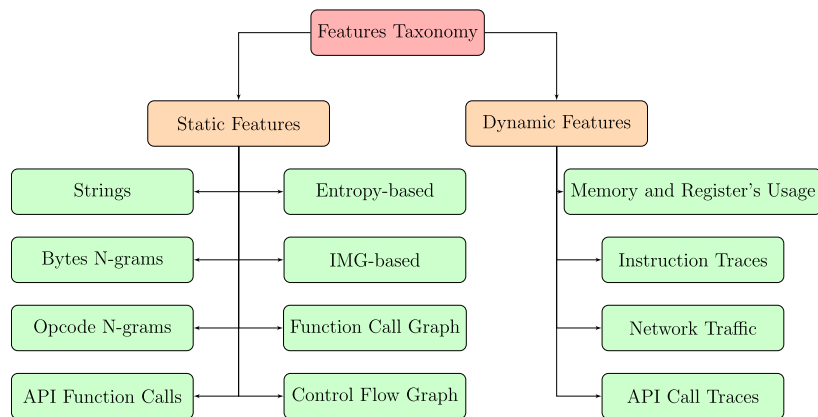 Features Taxonomy
Static Features
Dynamic Features
Strings
Entropy-based
Memory and Register's Usage
Bytes N-grams
IMG-based
Instruction Traces
Opcode N-grams
Function Call Graph
Network Traffic
API Function Calls
Control Flow Graph
API Call Traces